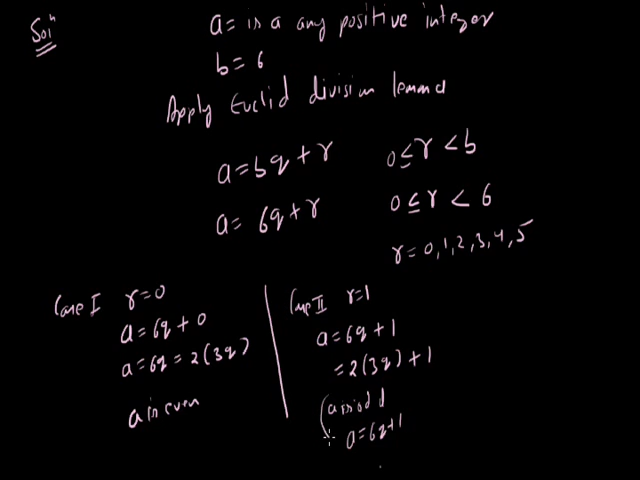 Solⁿ
a = is a any positive integer
b = 6
Apply Euclid division lemma
a = bq + r 0 ≤ r < b
a = 6q + r 0 ≤ r < 6
r = 0, 1, 2, 3, 4, 5
Case I r=0
a = 6q + 0
a = 6q = 2(3q)
a is even
Case II r=1
a = 6q + 1
= 2(3q) + 1
a is odd
a = 6q+1